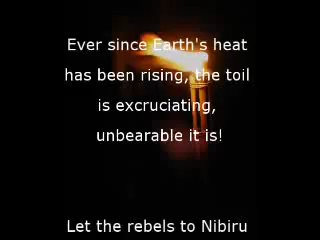 Ever since Earth's heat
has been rising, the toil
is excruciating,
unbearable it is!
Let the rebels to Nibiru